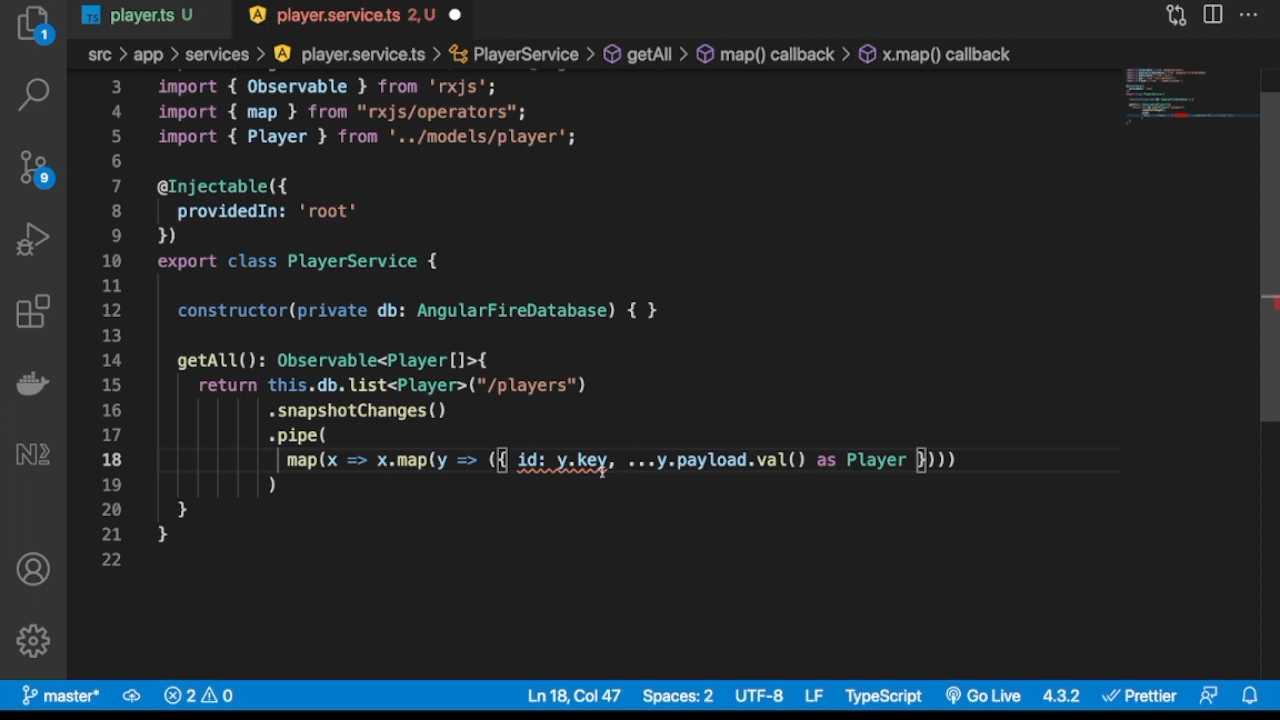 player.ts U
player.service.ts 2, U
src > app > services > player.service.ts > PlayerService > getAll > map() callback > x.map() callback
3 import { Observable } from 'rxjs';
4 import { map } from "rxjs/operators";
5 import { Player } from '../models/player';
6
7 @Injectable({
8 providedIn: 'root'
9 })
10 export class PlayerService {
11
12 constructor(private db: AngularFireDatabase) { }
13
14 getAll(): Observable<Player[]>{
15 return this.db.list<Player>("/players")
16 .snapshotChanges()
17 .pipe(
18 map(x => x.map(y => ({ id: y.key, ...y.payload.val() as Player })))
19 )
20 }
21 }
22
1
9
master* 2 0 Ln 18, Col 47 Spaces: 2 UTF-8 LF TypeScript Go Live 4.3.2 Prettier